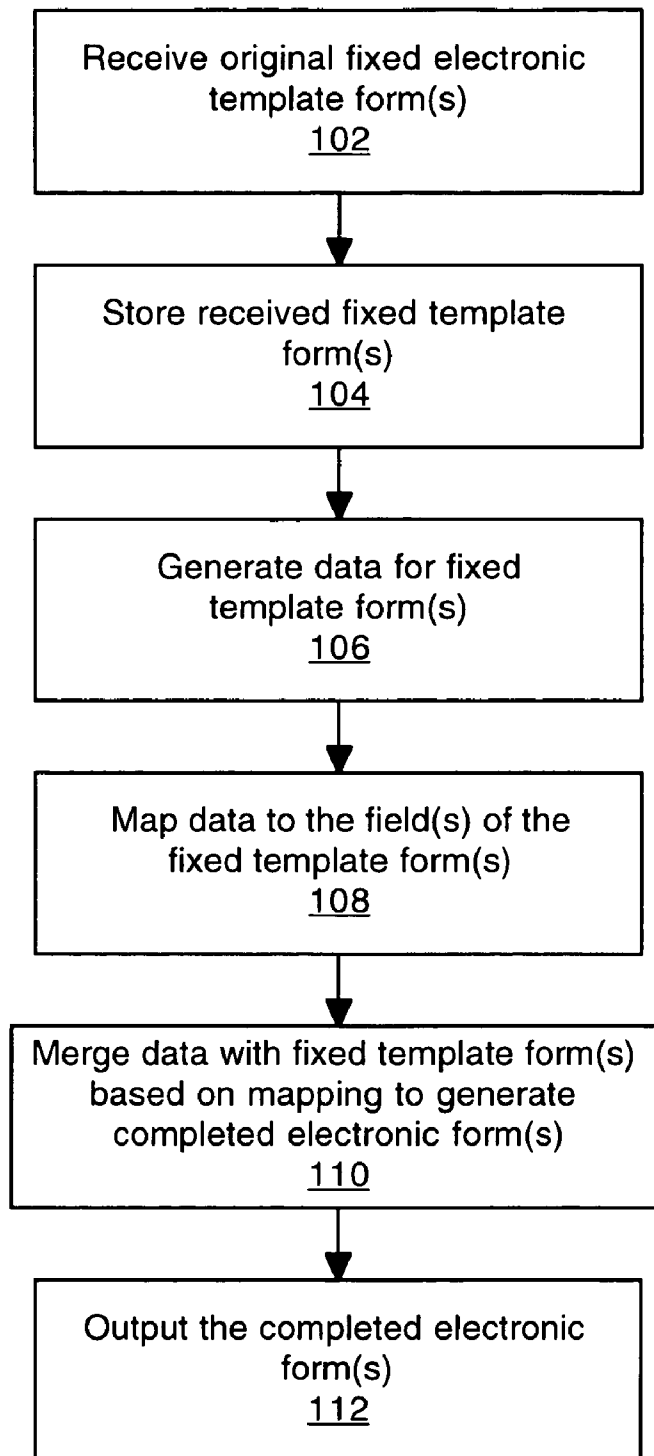 Receive original fixed electronic
template form(s)
102
Store received fixed template
form(s)
104
Generate data for fixed
template form(s)
106
Map data to the field(s) of the
fixed template form(s)
108
Merge data with fixed template form(s)
based on mapping to generate
completed electronic form(s)
110
Output the completed electronic
form(s)
112